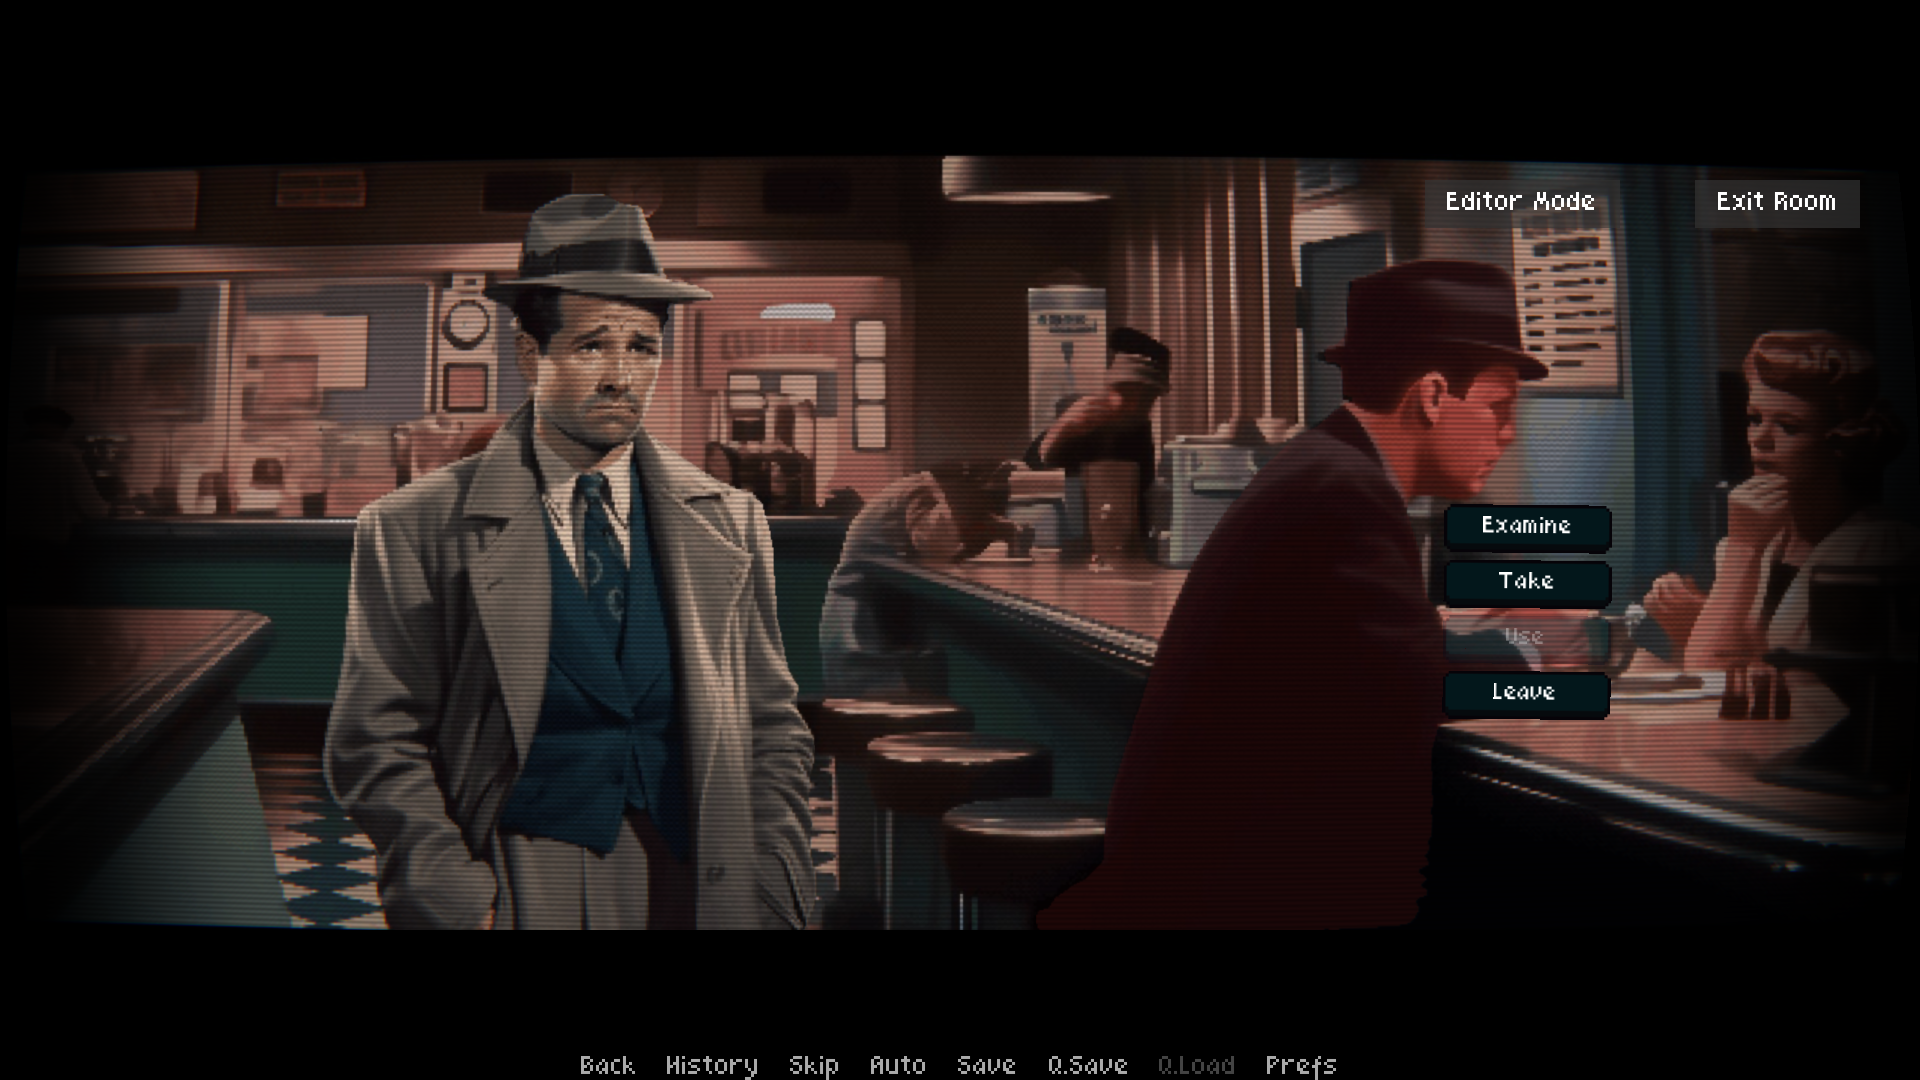 Editor Mode
Exit Room
Examine
Take
Use
Leave
Back History Skip Auto Save Q.Save Q.Load Prefs